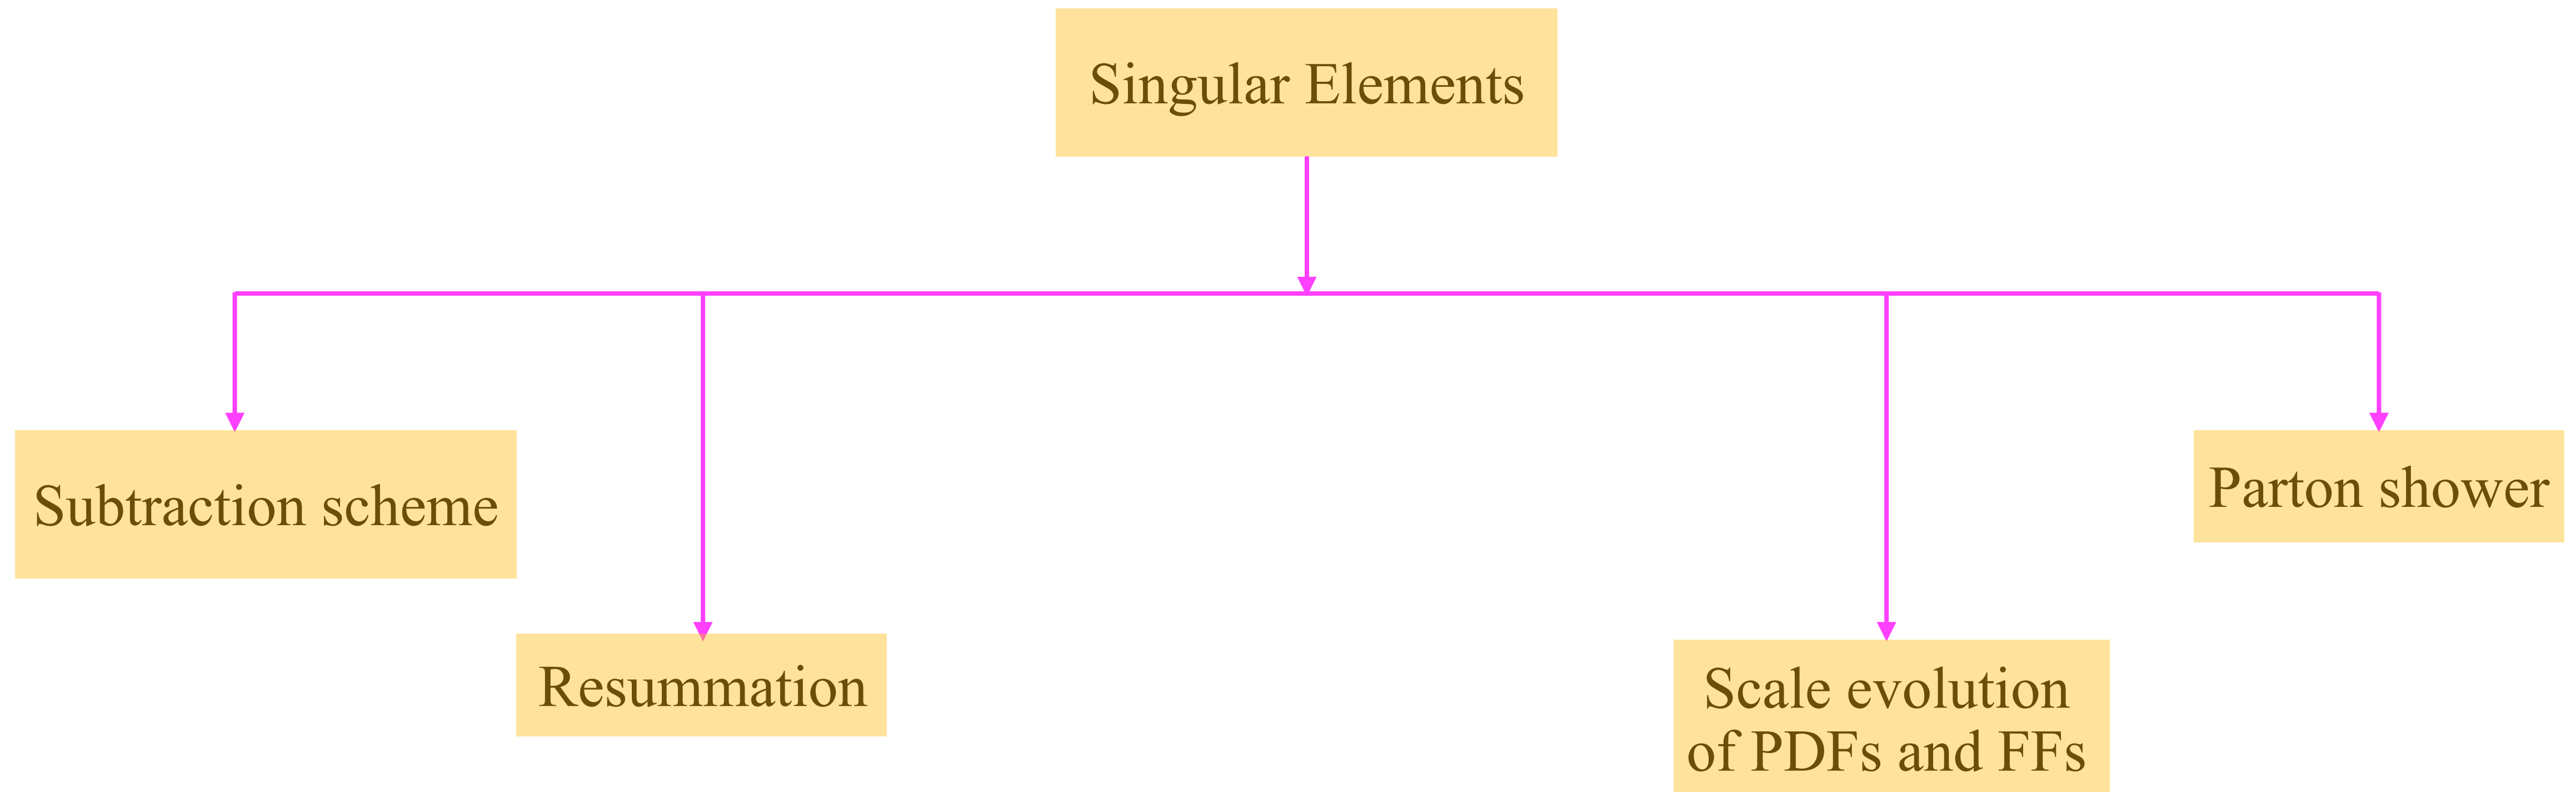 Singular Elements
Subtraction scheme
Parton shower
Resummation
Scale evolution
of PDFs and FFs